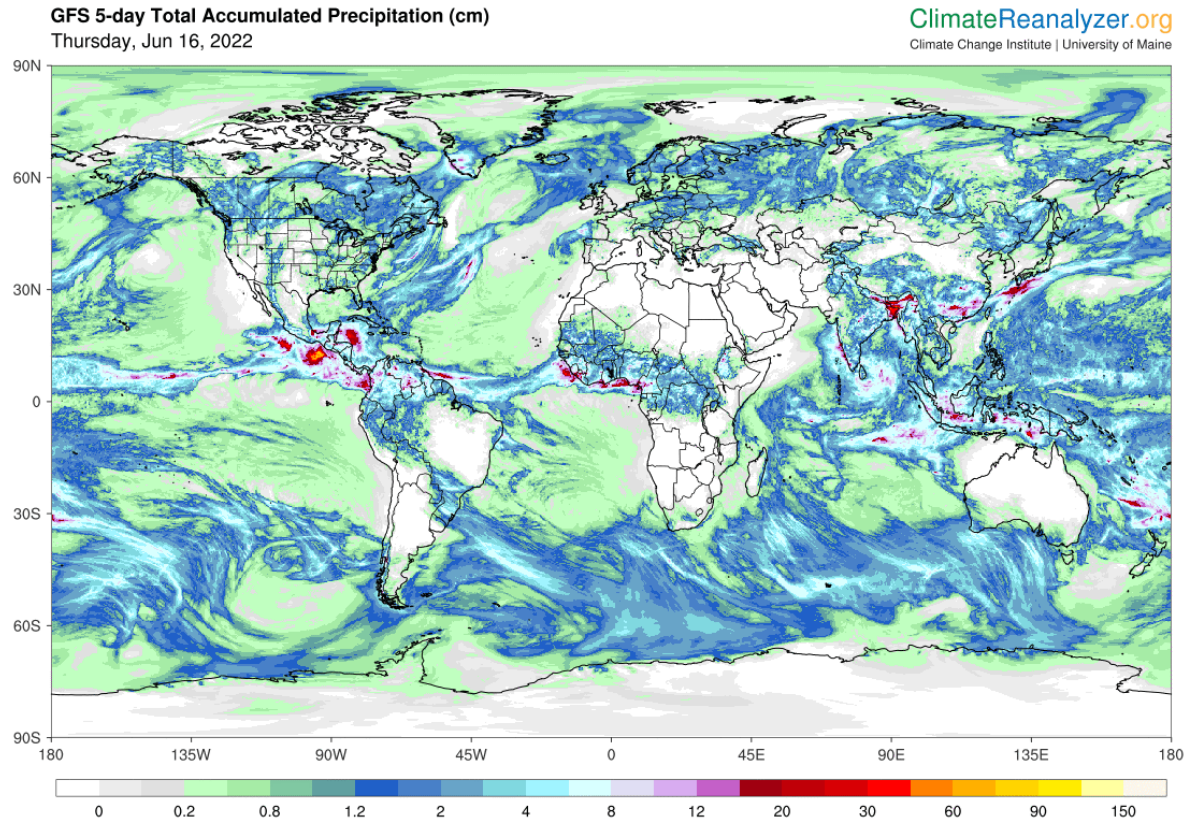 GFS 5-day Total Accumulated Precipitation (cm)
Thursday, Jun 16, 2022
ClimateReanalyzer.org
Climate Change Institute | University of Maine
90N
60N
30N
0
30S
60S
90S
180 135W 90W 45W 0 45E 90E 135E 180
0 0.2 0.8 1.2 2 4 8 12 20 30 60 90 150